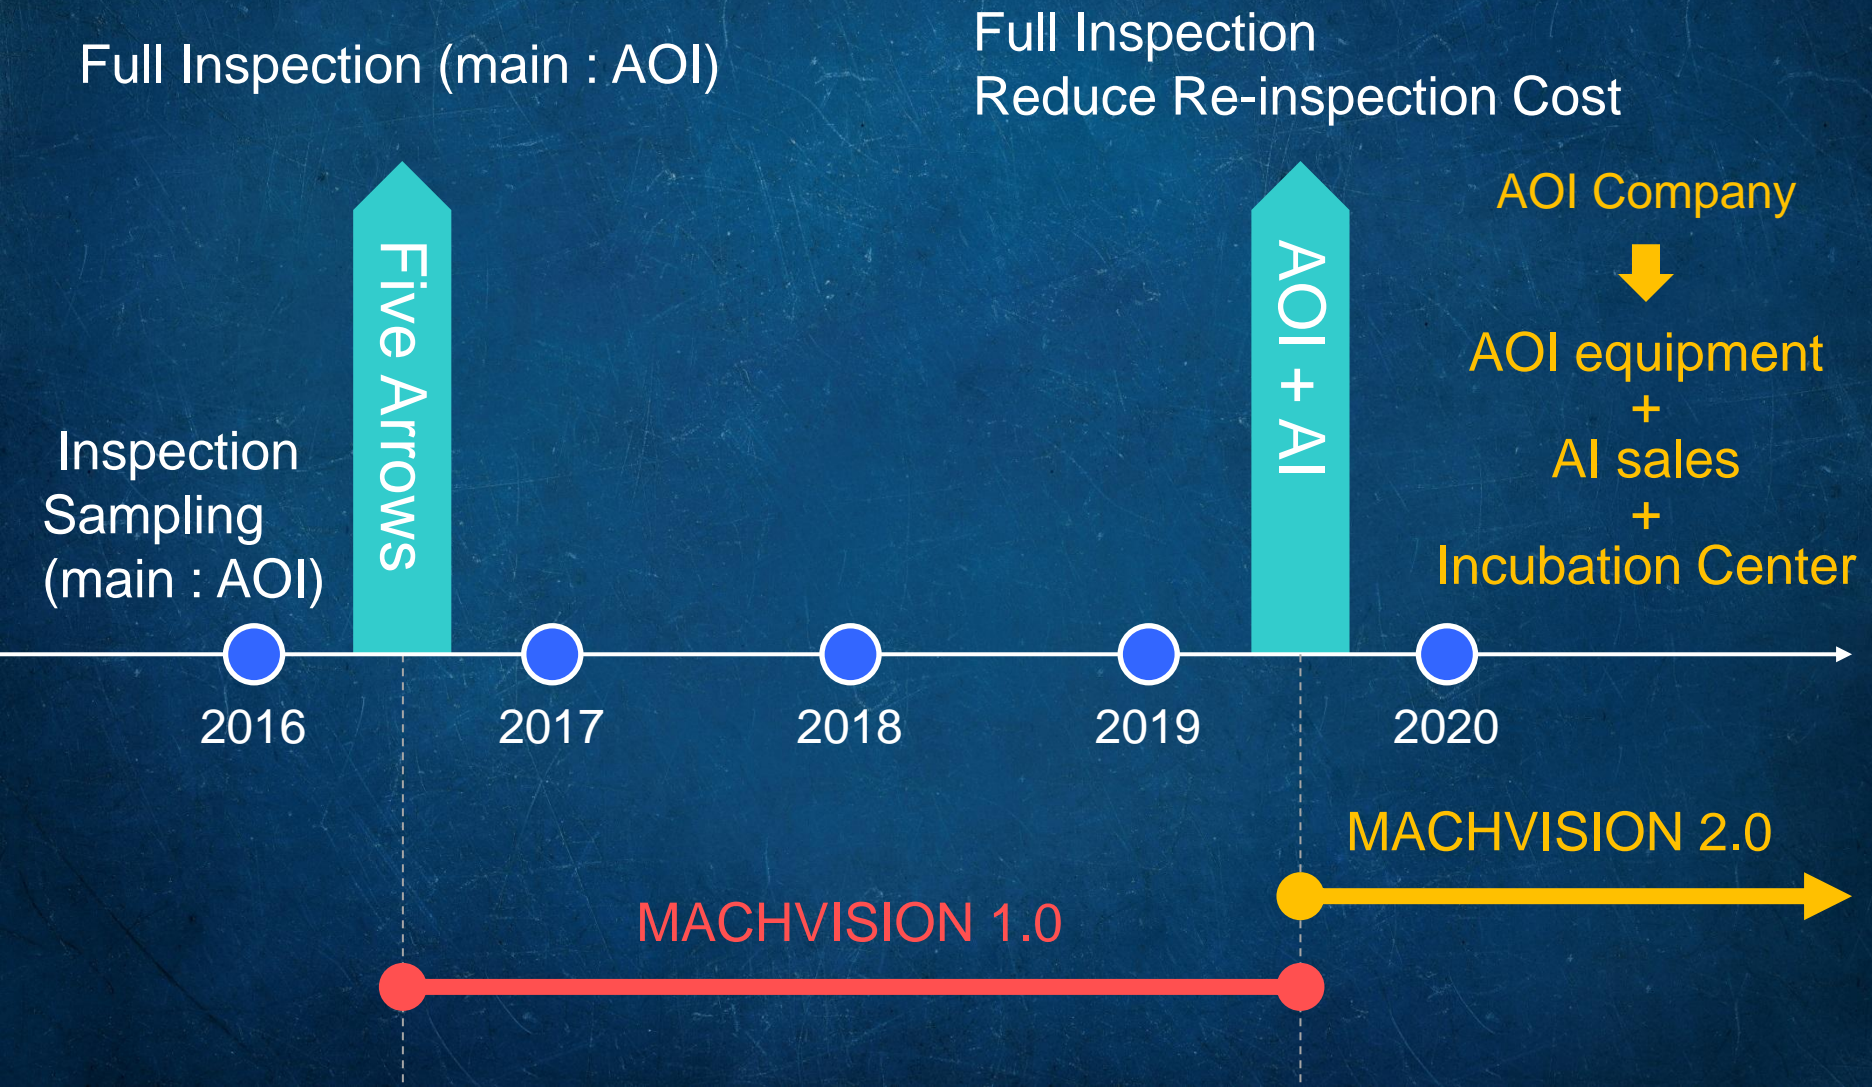 Full Inspection (main : AOI)
Full Inspection
Reduce Re-inspection Cost
AOI Company
AOI equipment
+
AI sales
+
Incubation Center
Five Arrows
AOI + AI
Inspection
Sampling
(main : AOI)
2016
2017
2018
2019
2020
MACHVISION 2.0
MACHVISION 1.0